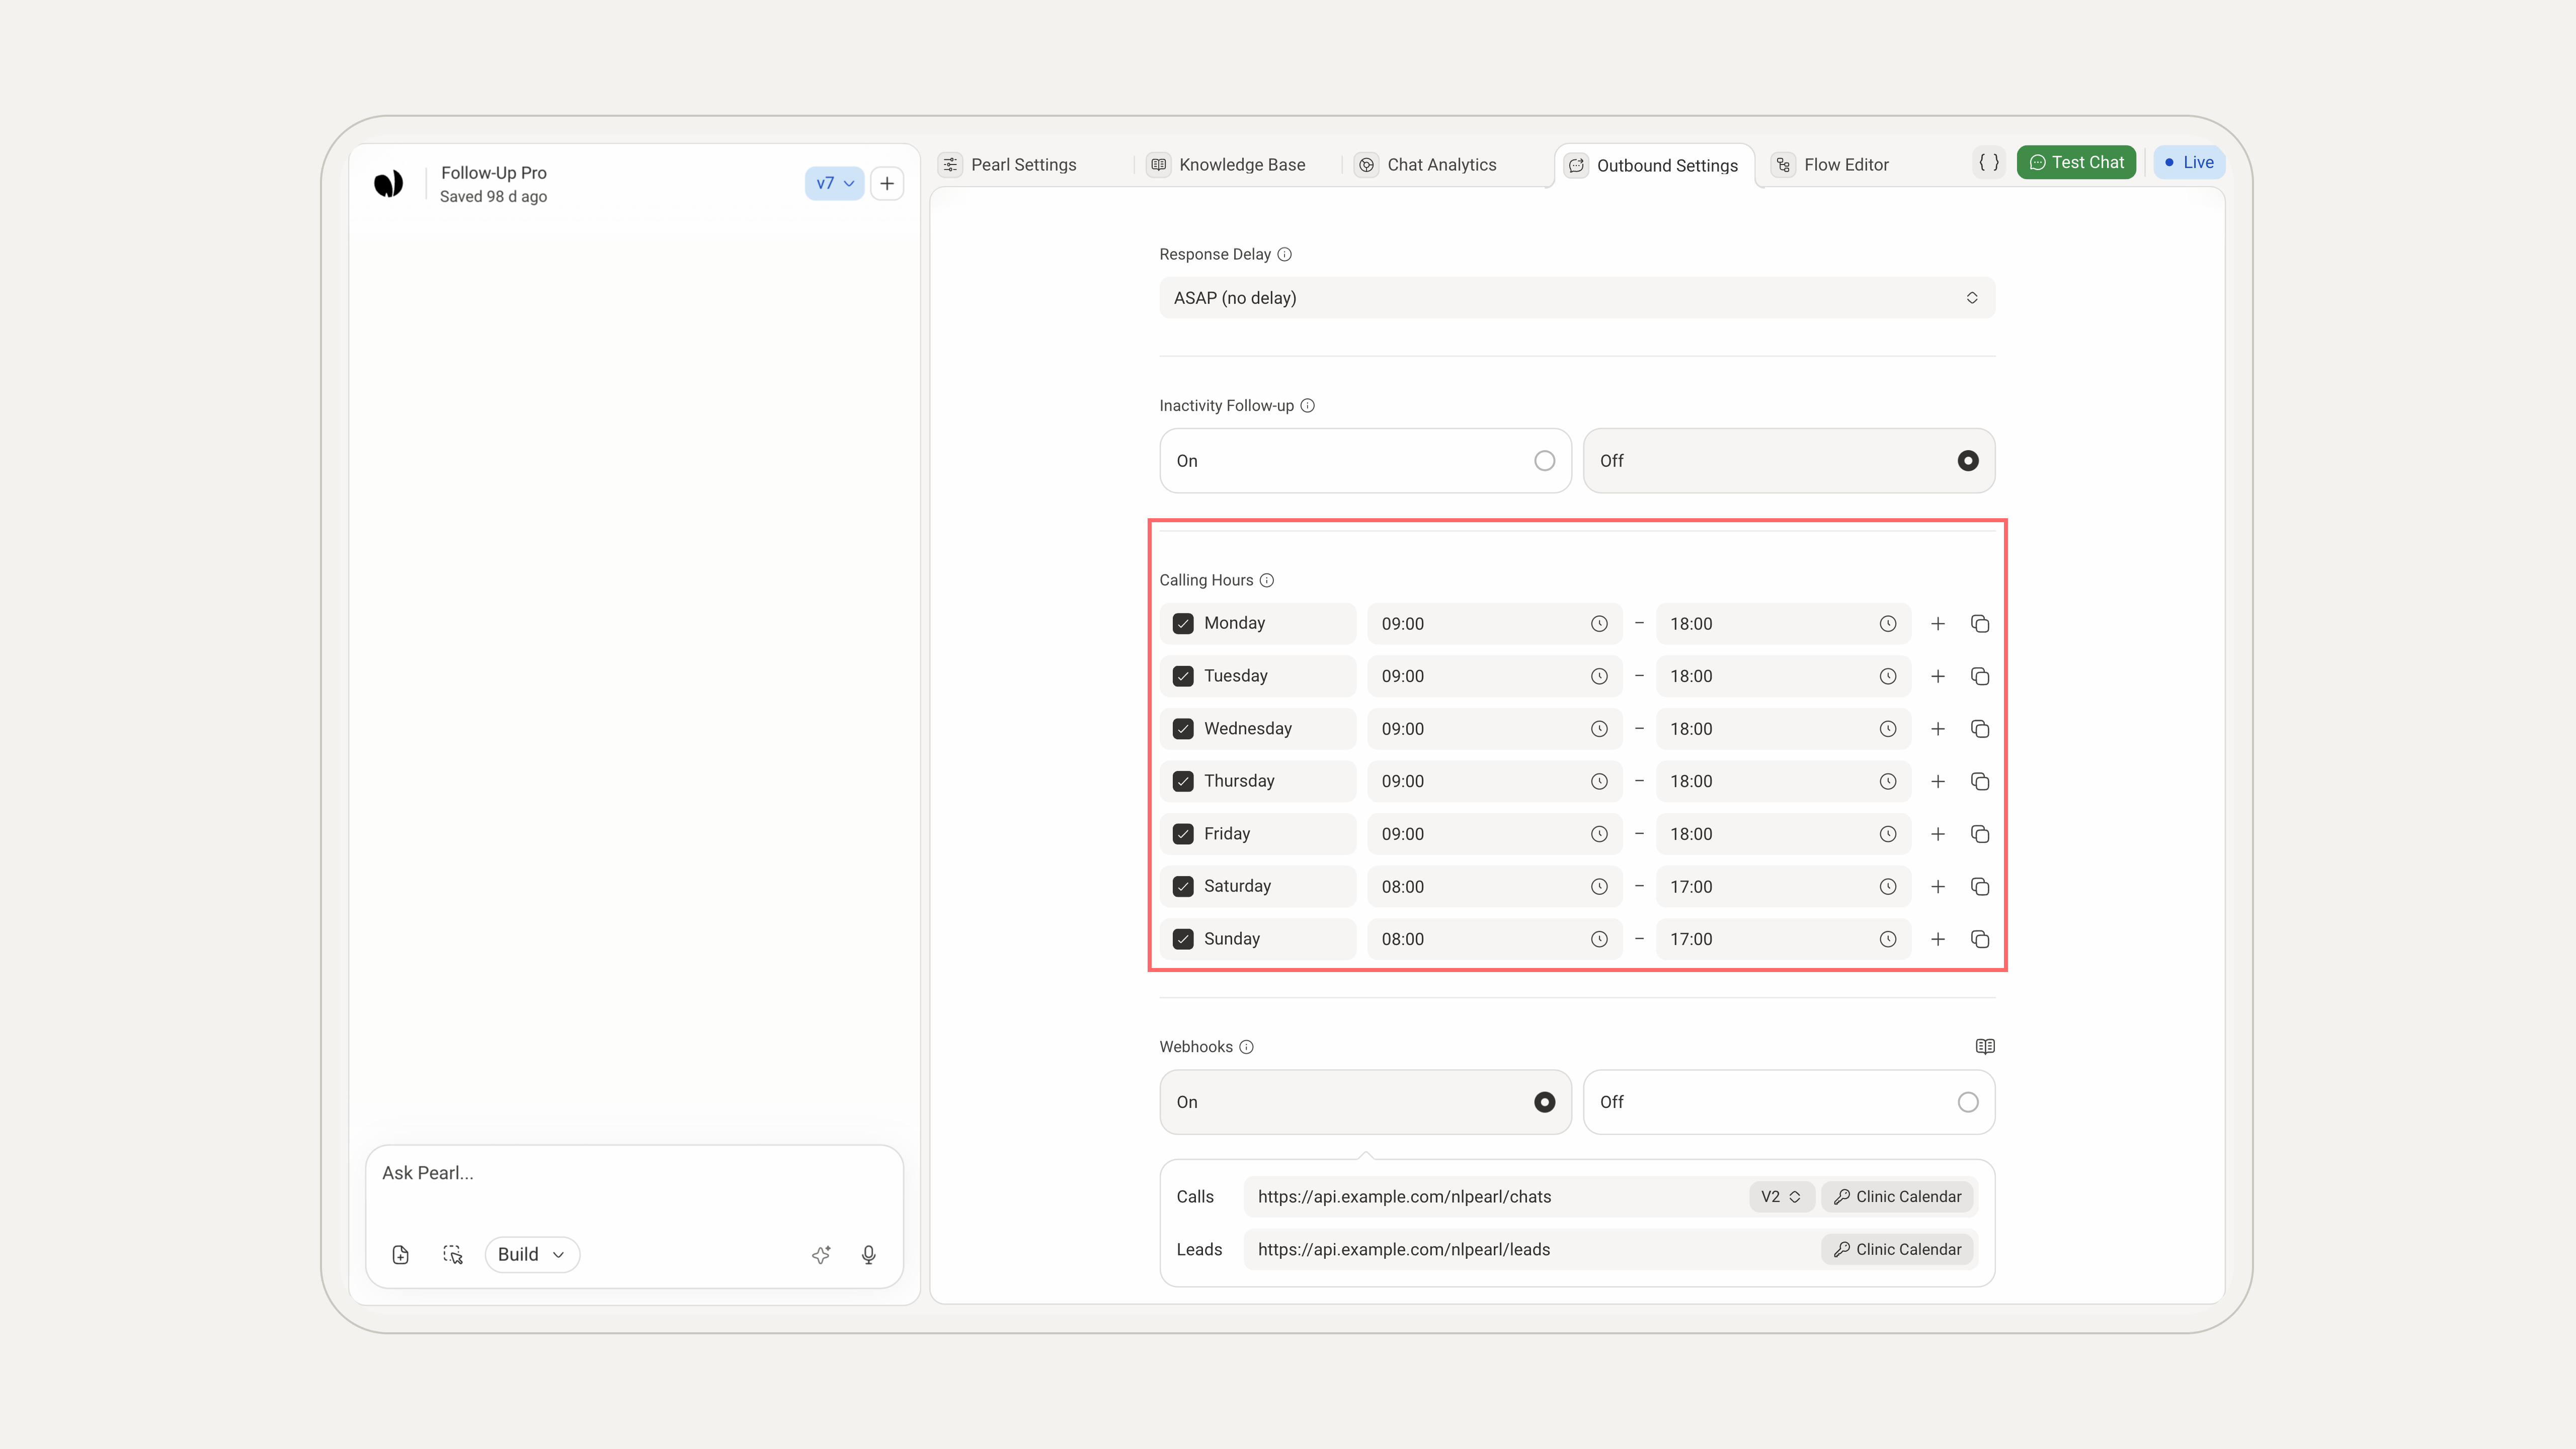 Follow-Up Pro
Saved 98 d ago
v7
Pearl Settings
Knowledge Base
Chat Analytics
Outbound Settings
Flow Editor
{ }
Test Chat
Live
Response Delay
ASAP (no delay)
Inactivity Follow-up
On
Off
Calling Hours
Monday 09:00 – 18:00
Tuesday 09:00 – 18:00
Wednesday 09:00 – 18:00
Thursday 09:00 – 18:00
Friday 09:00 – 18:00
Saturday 08:00 – 17:00
Sunday 08:00 – 17:00
Webhooks
On
Off
Calls https://api.example.com/nlpearl/chats V2 Clinic Calendar
Leads https://api.example.com/nlpearl/leads Clinic Calendar
Ask Pearl...
Build